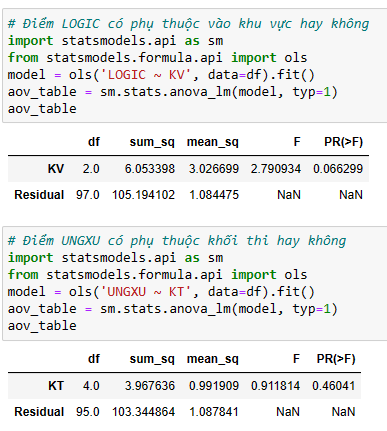 # Điểm LOGIC có phụ thuộc vào khu vực hay không
import statsmodels.api as sm
from statsmodels.formula.api import ols
model = ols('LOGIC ~ KV', data=df).fit()
aov_table = sm.stats.anova_lm(model, typ=1)
aov_table
df sum_sq mean_sq F PR(>F)
KV 2.0 6.053398 3.026699 2.790934 0.066299
Residual 97.0 105.194102 1.084475 NaN NaN
# Điểm UNGXU có phụ thuộc khối thi hay không
import statsmodels.api as sm
from statsmodels.formula.api import ols
model = ols('UNGXU ~ KT', data=df).fit()
aov_table = sm.stats.anova_lm(model, typ=1)
aov_table
df sum_sq mean_sq F PR(>F)
KT 4.0 3.967636 0.991909 0.911814 0.46041
Residual 95.0 103.344864 1.087841 NaN NaN